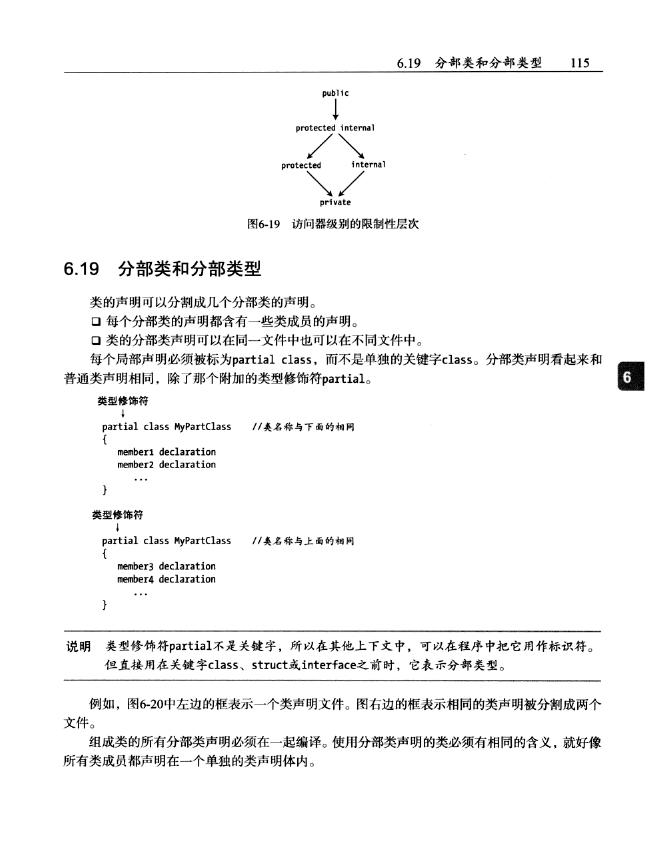 6.19 分部类和分部类型 115
public
protected internal
protected internal
private
图6-19 访问器级别的限制性层次
6.19 分部类和分部类型
类的声明可以分割成几个分部类的声明。
每个分部类的声明都含有一些类成员的声明。
类的分部类声明可以在同一文件中也可以在不同文件中。
每个局部声明必须被标为partial class，而不是单独的关键字class。分部类声明看起来和
普通类声明相同，除了那个附加的类型修饰符partial。
6
类型修饰符
partial class MyPartClass //类名称与下面的相同
{
member1 declaration
member2 declaration
...
}
类型修饰符
partial class MyPartClass //类名称与上面的相同
{
member3 declaration
member4 declaration
...
}
说明 类型修饰符partial不是关键字，所以在其他上下文中，可以在程序中把它用作标识符。
但直接用在关键字class、struct或interface之前时，它表示分部类型。
例如，图6-20中左边的框表示一个类声明文件。图右边的框表示相同的类声明被分割成两个
文件。
组成类的所有分部类声明必须在一起编译。使用分部类声明的类必须有相同的含义，就好像
所有类成员都声明在一个单独的类声明体内。